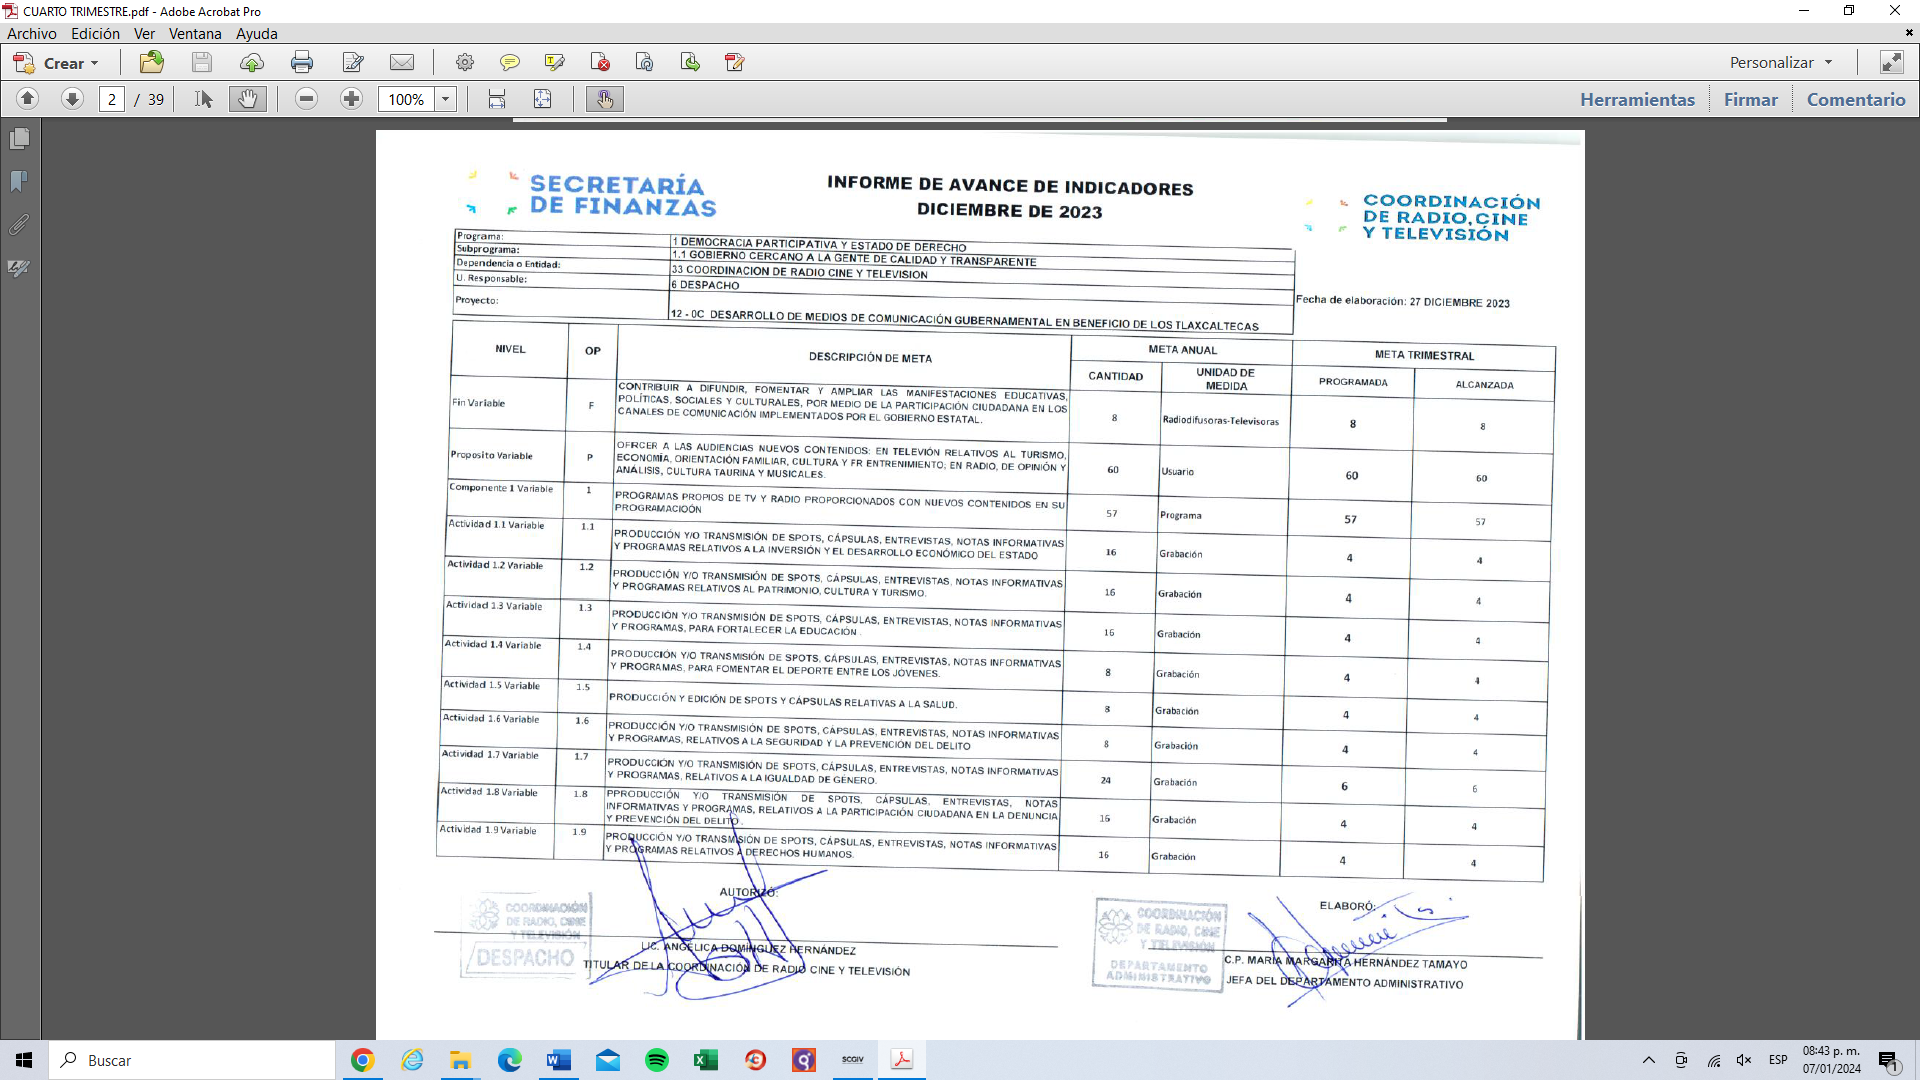 CUARTO TRIMESTRE.pdf - Adobe Acrobat Pro
Archivo Edición Ver Ventana Ayuda
Crear Personalizar
2 / 39 100% Herramientas Firmar Comentario
SECRETARÍA
DE FINANZAS
INFORME DE AVANCE DE INDICADORES
DICIEMBRE DE 2023
COORDINACIÓN
DE RADIO, CINE
Y TELEVISIÓN
Programa: 1 DEMOCRACIA PARTICIPATIVA Y ESTADO DE DERECHO
Subprograma: 1.1 GOBIERNO CERCANO A LA GENTE DE CALIDAD Y TRANSPARENTE
Dependencia o Entidad: 33 COORDINACION DE RADIO CINE Y TELEVISION
U. Responsable: 6 DESPACHO
Proyecto: 12 - 0C DESARROLLO DE MEDIOS DE COMUNICACIÓN GUBERNAMENTAL EN BENEFICIO DE LOS TLAXCALTECAS
Fecha de elaboración: 27 DICIEMBRE 2023
NIVEL OP DESCRIPCIÓN DE META META ANUAL META TRIMESTRAL
CANTIDAD UNIDAD DE MEDIDA PROGRAMADA ALCANZADA
Fin Variable F CONTRIBUIR A DIFUNDIR, FOMENTAR Y AMPLIAR LAS MANIFESTACIONES EDUCATIVAS,
POLÍTICAS, SOCIALES Y CULTURALES, POR MEDIO DE LA PARTICIPACIÓN CIUDADANA EN LOS
CANALES DE COMUNICACIÓN IMPLEMENTADOS POR EL GOBIERNO ESTATAL. 8 Radiodifusoras-Televisoras 8 8
Proposito Variable P OFRCER A LAS AUDIENCIAS NUEVOS CONTENIDOS: EN TELEVIÓN RELATIVOS AL TURISMO,
ECONOMÍA, ORIENTACIÓN FAMILIAR, CULTURA Y FR ENTRENIMIENTO; EN RADIO, DE OPINIÓN Y
ANÁLISIS, CULTURA TAURINA Y MUSICALES. 60 Usuario 60 60
Componente 1 Variable 1 PROGRAMAS PROPIOS DE TV Y RADIO PROPORCIONADOS CON NUEVOS CONTENIDOS EN SU
PROGRAMACIOÓN 57 Programa 57 57
Actividad 1.1 Variable 1.1 PRODUCCIÓN Y/O TRANSMISIÓN DE SPOTS, CÁPSULAS, ENTREVISTAS, NOTAS INFORMATIVAS
Y PROGRAMAS RELATIVOS A LA INVERSIÓN Y EL DESARROLLO ECONÓMICO DEL ESTADO 16 Grabación 4 4
Actividad 1.2 Variable 1.2 PRODUCCIÓN Y/O TRANSMISIÓN DE SPOTS, CÁPSULAS, ENTREVISTAS, NOTAS INFORMATIVAS
Y PROGRAMAS RELATIVOS AL PATRIMONIO, CULTURA Y TURISMO. 16 Grabación 4 4
Actividad 1.3 Variable 1.3 PRODUCCIÓN Y/O TRANSMISIÓN DE SPOTS, CÁPSULAS, ENTREVISTAS, NOTAS INFORMATIVAS
Y PROGRAMAS, PARA FORTALECER LA EDUCACIÓN . 16 Grabación 4 4
Actividad 1.4 Variable 1.4 PRODUCCIÓN Y/O TRANSMISIÓN DE SPOTS, CÁPSULAS, ENTREVISTAS, NOTAS INFORMATIVAS
Y PROGRAMAS, PARA FOMENTAR EL DEPORTE ENTRE LOS JÓVENES. 8 Grabación 4 4
Actividad 1.5 Variable 1.5 PRODUCCIÓN Y EDICIÓN DE SPOTS Y CÁPSULAS RELATIVAS A LA SALUD. 8 Grabación 4 4
Actividad 1.6 Variable 1.6 PRODUCCIÓN Y/O TRANSMISIÓN DE SPOTS, CÁPSULAS, ENTREVISTAS, NOTAS INFORMATIVAS
Y PROGRAMAS, RELATIVOS A LA SEGURIDAD Y LA PREVENCIÓN DEL DELITO 8 Grabación 4 4
Actividad 1.7 Variable 1.7 PRODUCCIÓN Y/O TRANSMISIÓN DE SPOTS, CÁPSULAS, ENTREVISTAS, NOTAS INFORMATIVAS
Y PROGRAMAS, RELATIVOS A LA IGUALDAD DE GÉNERO. 24 Grabación 6 6
Actividad 1.8 Variable 1.8 PPRODUCCIÓN Y/O TRANSMISIÓN DE SPOTS, CÁPSULAS, ENTREVISTAS, NOTAS
INFORMATIVAS Y PROGRAMAS, RELATIVOS A LA PARTICIPACIÓN CIUDADANA EN LA DENUNCIA
Y PREVENCIÓN DEL DELITO . 16 Grabación 4 4
Actividad 1.9 Variable 1.9 PRODUCCIÓN Y/O TRANSMISIÓN DE SPOTS, CÁPSULAS, ENTREVISTAS, NOTAS INFORMATIVAS
Y PROGRAMAS RELATIVOS A DERECHOS HUMANOS. 16 Grabación 4 4
AUTORIZÓ: ELABORÓ:
COORDINACIÓN
DE RADIO, CINE
Y TELEVISIÓN
DESPACHO
LIC. ANGÉLICA DOMÍNGUEZ HERNÁNDEZ
TITULAR DE LA COORDINACIÓN DE RADIO CINE Y TELEVISIÓN
COORDINACIÓN
DE RADIO, CINE
Y TELEVISIÓN
DEPARTAMENTO
ADMINISTRATIVO
C.P. MARÍA MARGARITA HERNÁNDEZ TAMAYO
JEFA DEL DEPARTAMENTO ADMINISTRATIVO
Buscar
SCGIV
ESP
08:43 p. m.
07/01/2024
1